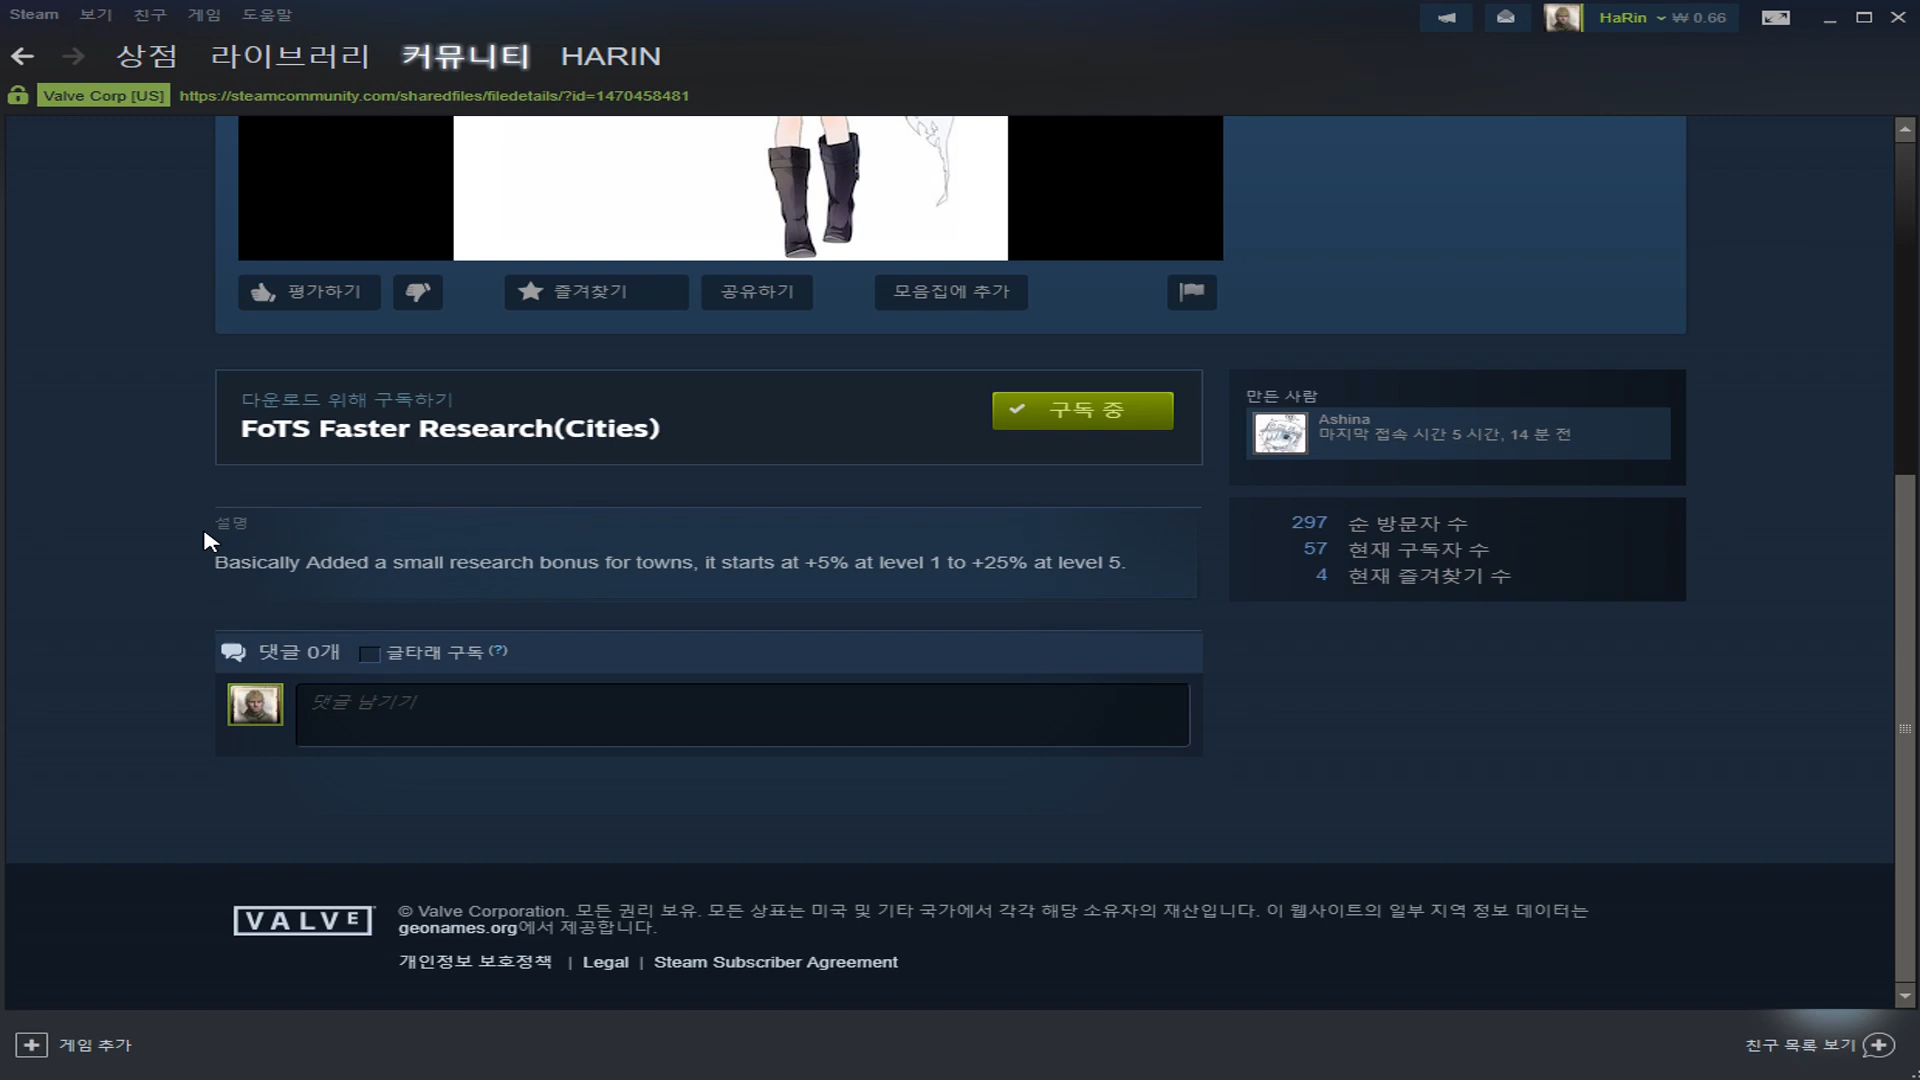 Steam 보기 친구 게임 도움말
HaRin ₩ 0.66
상점 라이브러리 커뮤니티 HARIN
Valve Corp [US] https://steamcommunity.com/sharedfiles/filedetails/?id=1470458481
평가하기 즐겨찾기 공유하기 모음집에 추가
다운로드 위해 구독하기
FoTS Faster Research(Cities)
구독 중
만든 사람
Ashina
마지막 접속 시간 5 시간, 14 분 전
설명
Basically Added a small research bonus for towns, it starts at +5% at level 1 to +25% at level 5.
297 순 방문자 수
57 현재 구독자 수
4 현재 즐겨찾기 수
댓글 0개 글타래 구독 (?)
댓글 남기기
VALVE
© Valve Corporation. 모든 권리 보유. 모든 상표는 미국 및 기타 국가에서 각각 해당 소유자의 재산입니다. 이 웹사이트의 일부 지역 정보 데이터는
geonames.org에서 제공합니다.
개인정보 보호정책 | Legal | Steam Subscriber Agreement
게임 추가
친구 목록 보기